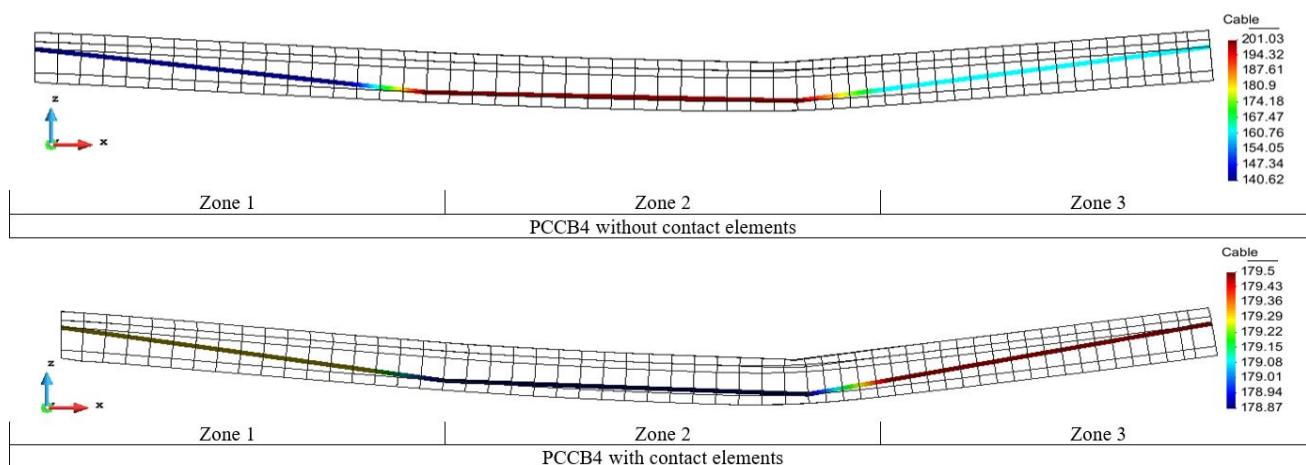 Cable
201.03
194.32
187.61
180.9
174.18
167.47
160.76
154.05
147.34
140.62
z
x
Zone 1 Zone 2 Zone 3
PCCB4 without contact elements
Cable
179.5
179.43
179.36
179.29
179.22
179.15
179.08
179.01
178.94
178.87
z
x
Zone 1 Zone 2 Zone 3
PCCB4 with contact elements